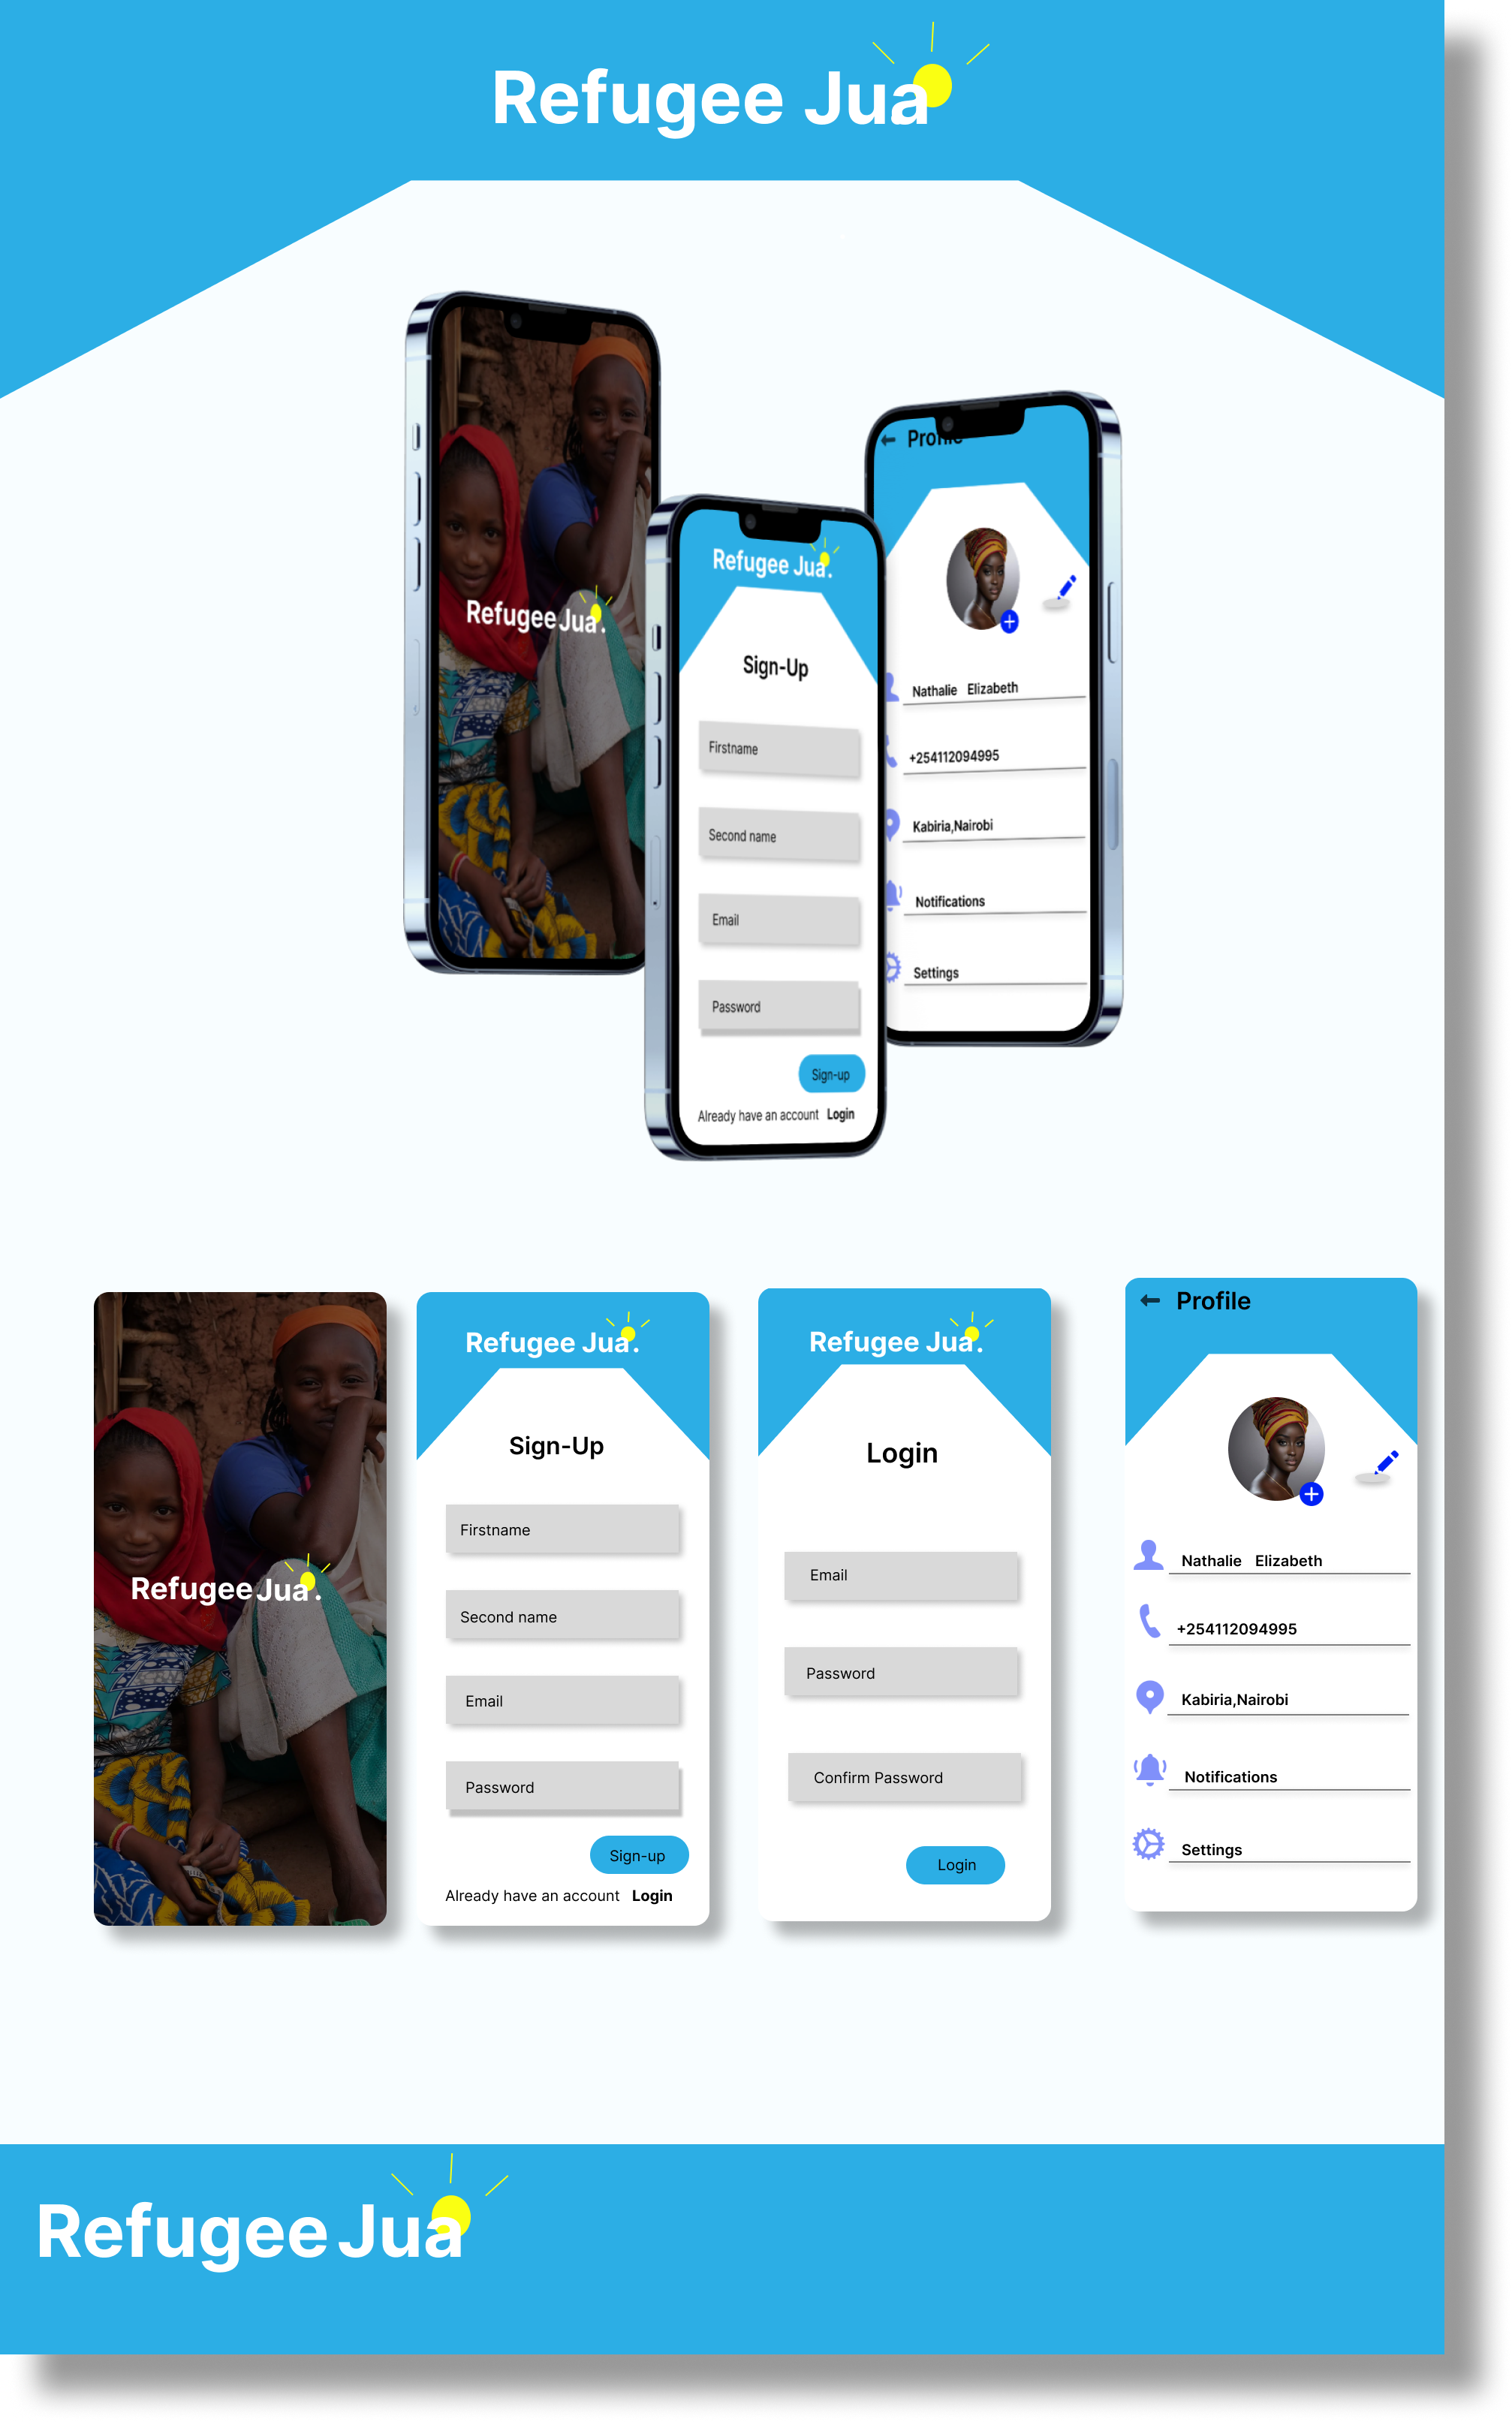 Refugee Jua
Refugee Jua.
Refugee Jua.
Sign-Up
Firstname
Second name
Email
Password
Sign-up
Already have an account Login
Profile
Nathalie Elizabeth
+254112094995
Kabiria,Nairobi
Notifications
Settings
Refugee Jua.
Refugee Jua.
Sign-Up
Firstname
Second name
Email
Password
Sign-up
Already have an account Login
Refugee Jua.
Login
Email
Password
Confirm Password
Login
Profile
Nathalie Elizabeth
+254112094995
Kabiria,Nairobi
Notifications
Settings
Refugee Jua